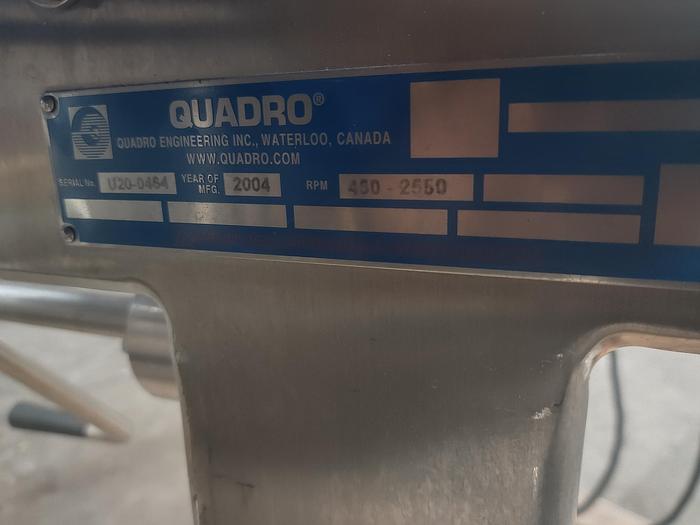 QUADRO®
QUADRO ENGINEERING INC., WATERLOO, CANADA
WWW.QUADRO.COM
SERIAL No. U20-0464 YEAR OF MFG. 2004 RPM 450 - 2550